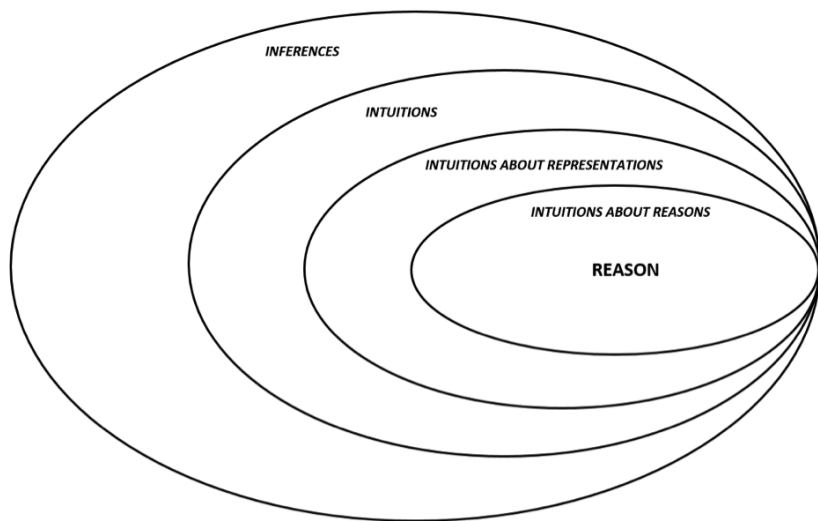 INFERENCES
INTUITIONS
INTUITIONS ABOUT REPRESENTATIONS
INTUITIONS ABOUT REASONS
REASON